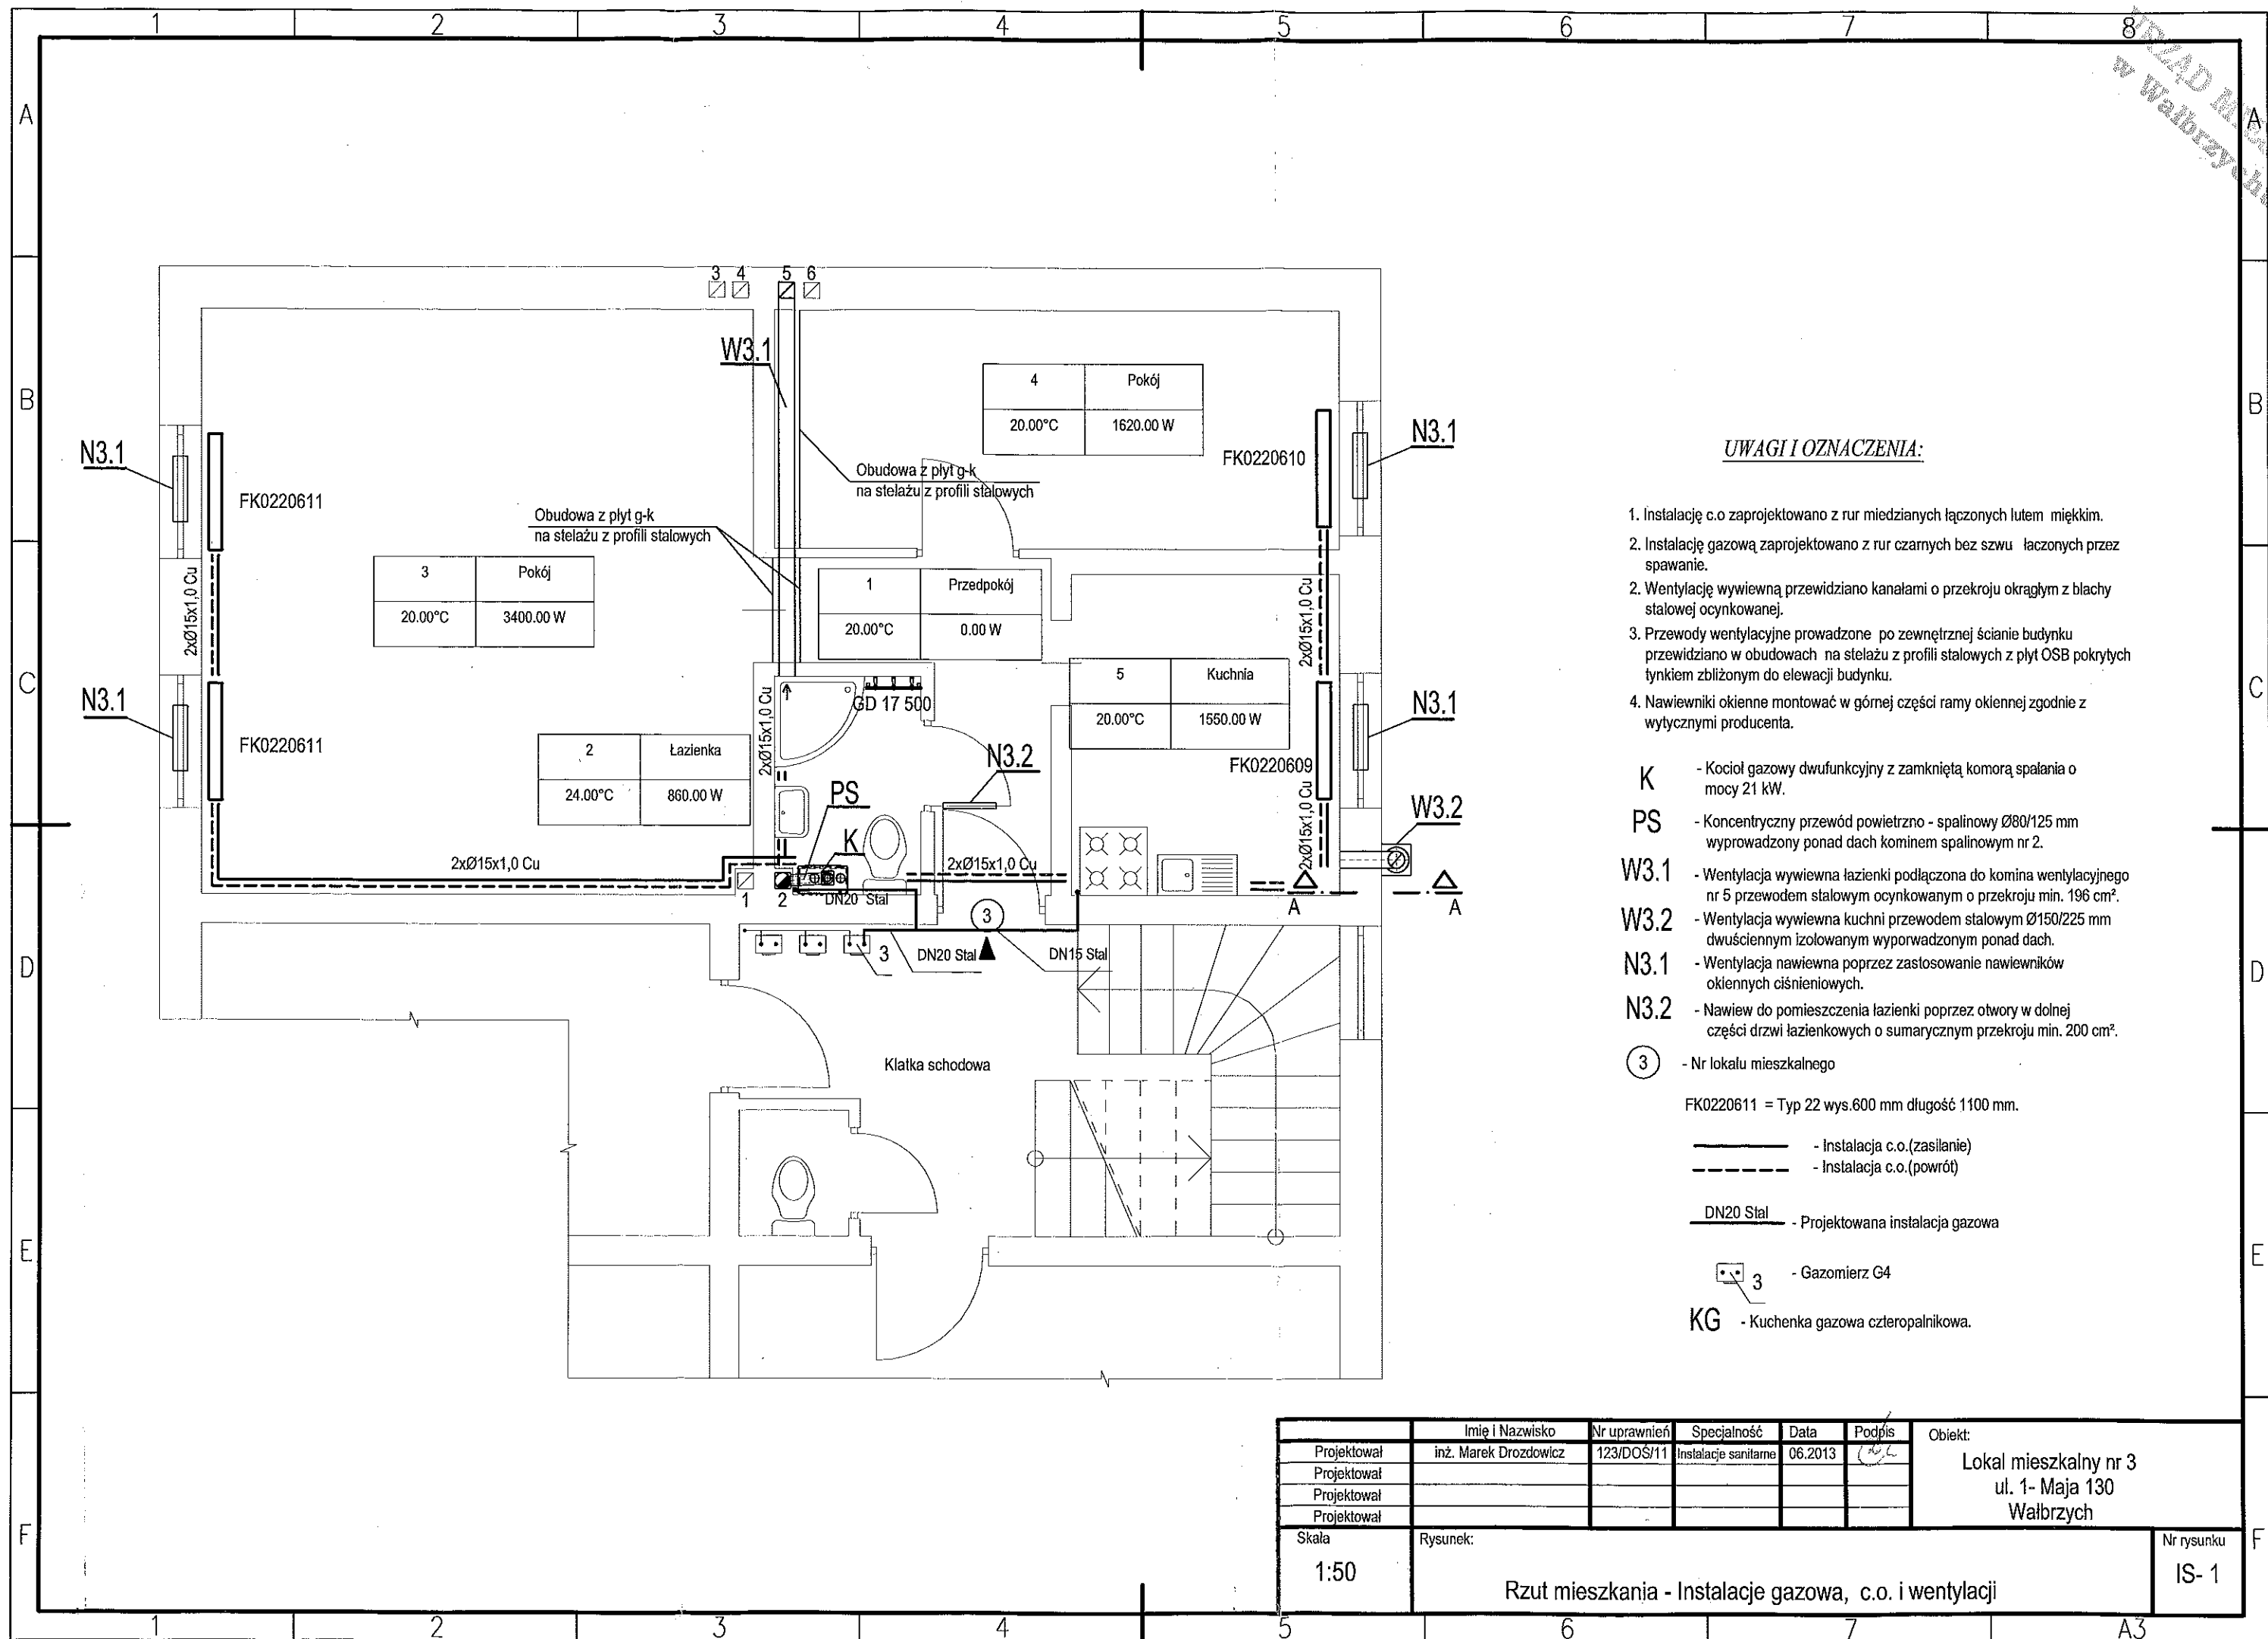 1 2 3 4 5 6 7 8
URZĄD
w Wałbrzychu
A A
B B
C C
D D
E E
F F
3 4 5 6
W3.1
4 Pokój
20.00°C 1620.00 W
N3.1
N3.1
FK0220610
FK0220611
Obudowa z płyt g-k
na stelażu z profili stalowych
Obudowa z płyt g-k
na stelażu z profili stalowych
3 Pokój
20.00°C 3400.00 W
1 Przedpokój
20.00°C 0.00 W
2xØ15x1,0 Cu
2xØ15x1,0 Cu
5 Kuchnia
20.00°C 1550.00 W
N3.1
N3.1
GD 17 500
2xØ15x1,0 Cu
FK0220611
2 Łazienka
24.00°C 860.00 W
N3.2
FK0220609
PS
K
2xØ15x1,0 Cu
W3.2
2xØ15x1,0 Cu
2xØ15x1,0 Cu
1 2
DN20 Stal
A A
3
3
DN20 Stal
DN15 Stal
Klatka schodowa
UWAGI I OZNACZENIA:
1. Instalację c.o zaprojektowano z rur miedzianych łączonych lutem miękkim.
2. Instalację gazową zaprojektowano z rur czarnych bez szwu łaczonych przez
spawanie.
2. Wentylację wywiewną przewidziano kanałami o przekroju okrągłym z blachy
stalowej ocynkowanej.
3. Przewody wentylacyjne prowadzone po zewnętrznej ścianie budynku
przewidziano w obudowach na stelażu z profili stalowych z płyt OSB pokrytych
tynkiem zbliżonym do elewacji budynku.
4. Nawiewniki okienne montować w górnej części ramy okiennej zgodnie z
wytycznymi producenta.
K - Kocioł gazowy dwufunkcyjny z zamkniętą komorą spalania o
mocy 21 kW.
PS - Koncentryczny przewód powietrzno - spalinowy Ø80/125 mm
wyprowadzony ponad dach kominem spalinowym nr 2.
W3.1 - Wentylacja wywiewna łazienki podłączona do komina wentylacyjnego
nr 5 przewodem stalowym ocynkowanym o przekroju min. 196 cm².
W3.2 - Wentylacja wywiewna kuchni przewodem stalowym Ø150/225 mm
dwuściennym izolowanym wyporwadzonym ponad dach.
N3.1 - Wentylacja nawiewna poprzez zastosowanie nawiewników
okiennych ciśnieniowych.
N3.2 - Nawiew do pomieszczenia łazienki poprzez otwory w dolnej
części drzwi łazienkowych o sumarycznym przekroju min. 200 cm².
3 - Nr lokalu mieszkalnego
FK0220611 = Typ 22 wys.600 mm długość 1100 mm.
- Instalacja c.o.(zasilanie)
- Instalacja c.o.(powrót)
DN20 Stal - Projektowana instalacja gazowa
3 - Gazomierz G4
KG - Kuchenka gazowa czteropalnikowa.
Imię i Nazwisko Nr uprawnień Specjalność Data Podpis
Projektował inż. Marek Drozdowicz 123/DOŚ/11 Instalacje sanitarne 06.2013
Projektował
Projektował
Projektował
Obiekt:
Lokal mieszkalny nr 3
ul. 1- Maja 130
Wałbrzych
Skala
1:50
Rysunek:
Rzut mieszkania - Instalacje gazowa, c.o. i wentylacji
Nr rysunku
IS- 1
1 2 3 4 5 6 7 A3